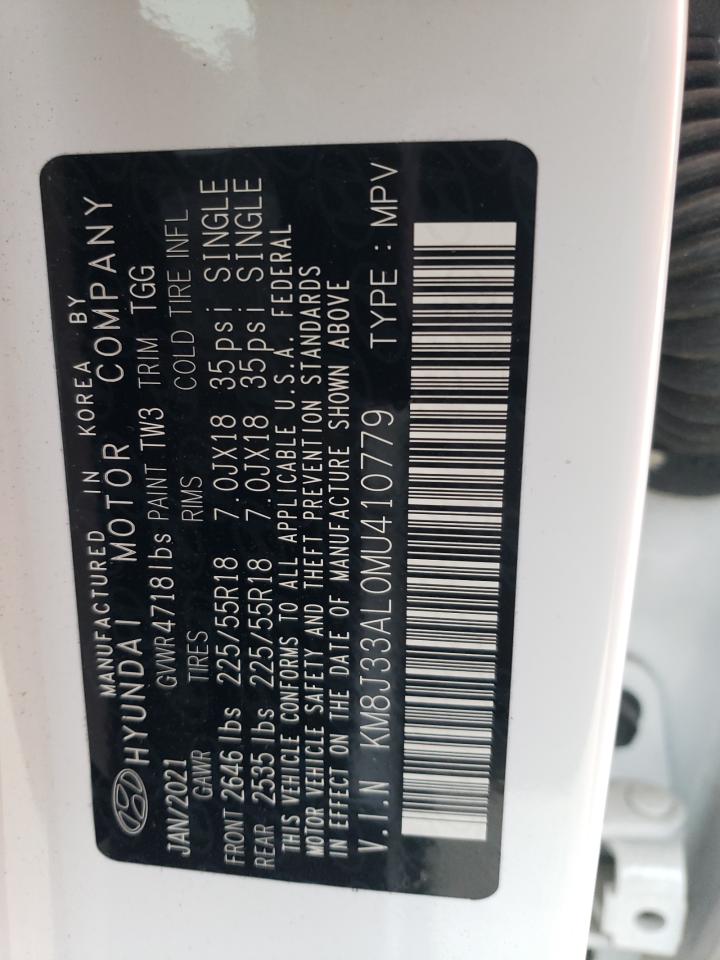 MANUFACTURED IN KOREA BY
HYUNDAI MOTOR COMPANY
JAN/2021 GVWR 4718 lbs PAINT TW3 TRIM TGG
GAWR TIRES RIMS COLD TIRE INFL
FRONT 2646 lbs 225/55R18 7.0JX18 35psi SINGLE
REAR 2535 lbs 225/55R18 7.0JX18 35psi SINGLE
THIS VEHICLE CONFORMS TO ALL APPLICABLE U.S.A. FEDERAL
MOTOR VEHICLE SAFETY AND THEFT PREVENTION STANDARDS
IN EFFECT ON THE DATE OF MANUFACTURE SHOWN ABOVE
V.I.N KM8J33AL0MU410779 TYPE : MPV